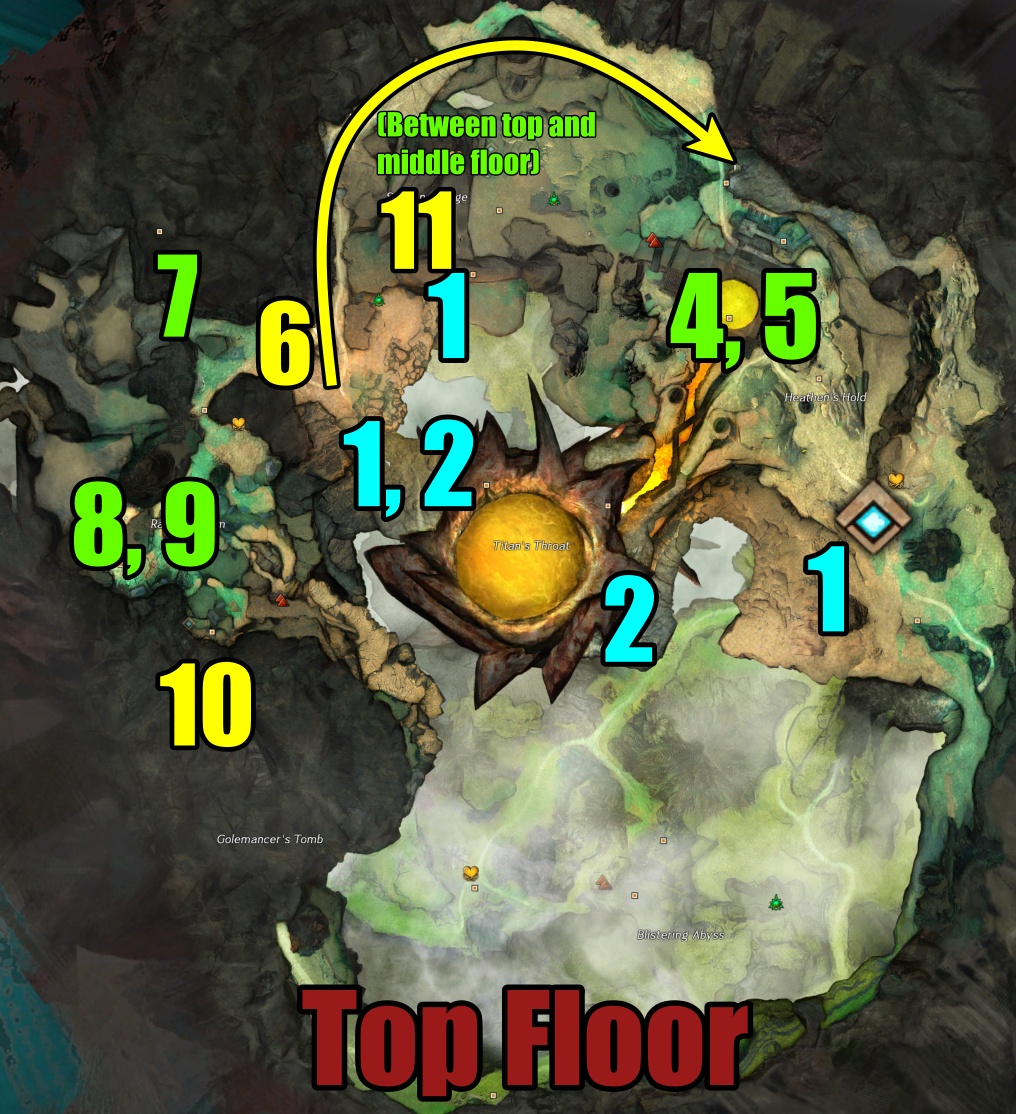 (Between top and
middle floor)
11
7
6
1
4, 5
Heathen's Hold
1, 2
8, 9
Titan's Throat
1
2
10
Golemancer's Tomb
Blistering Abyss
Top Floor